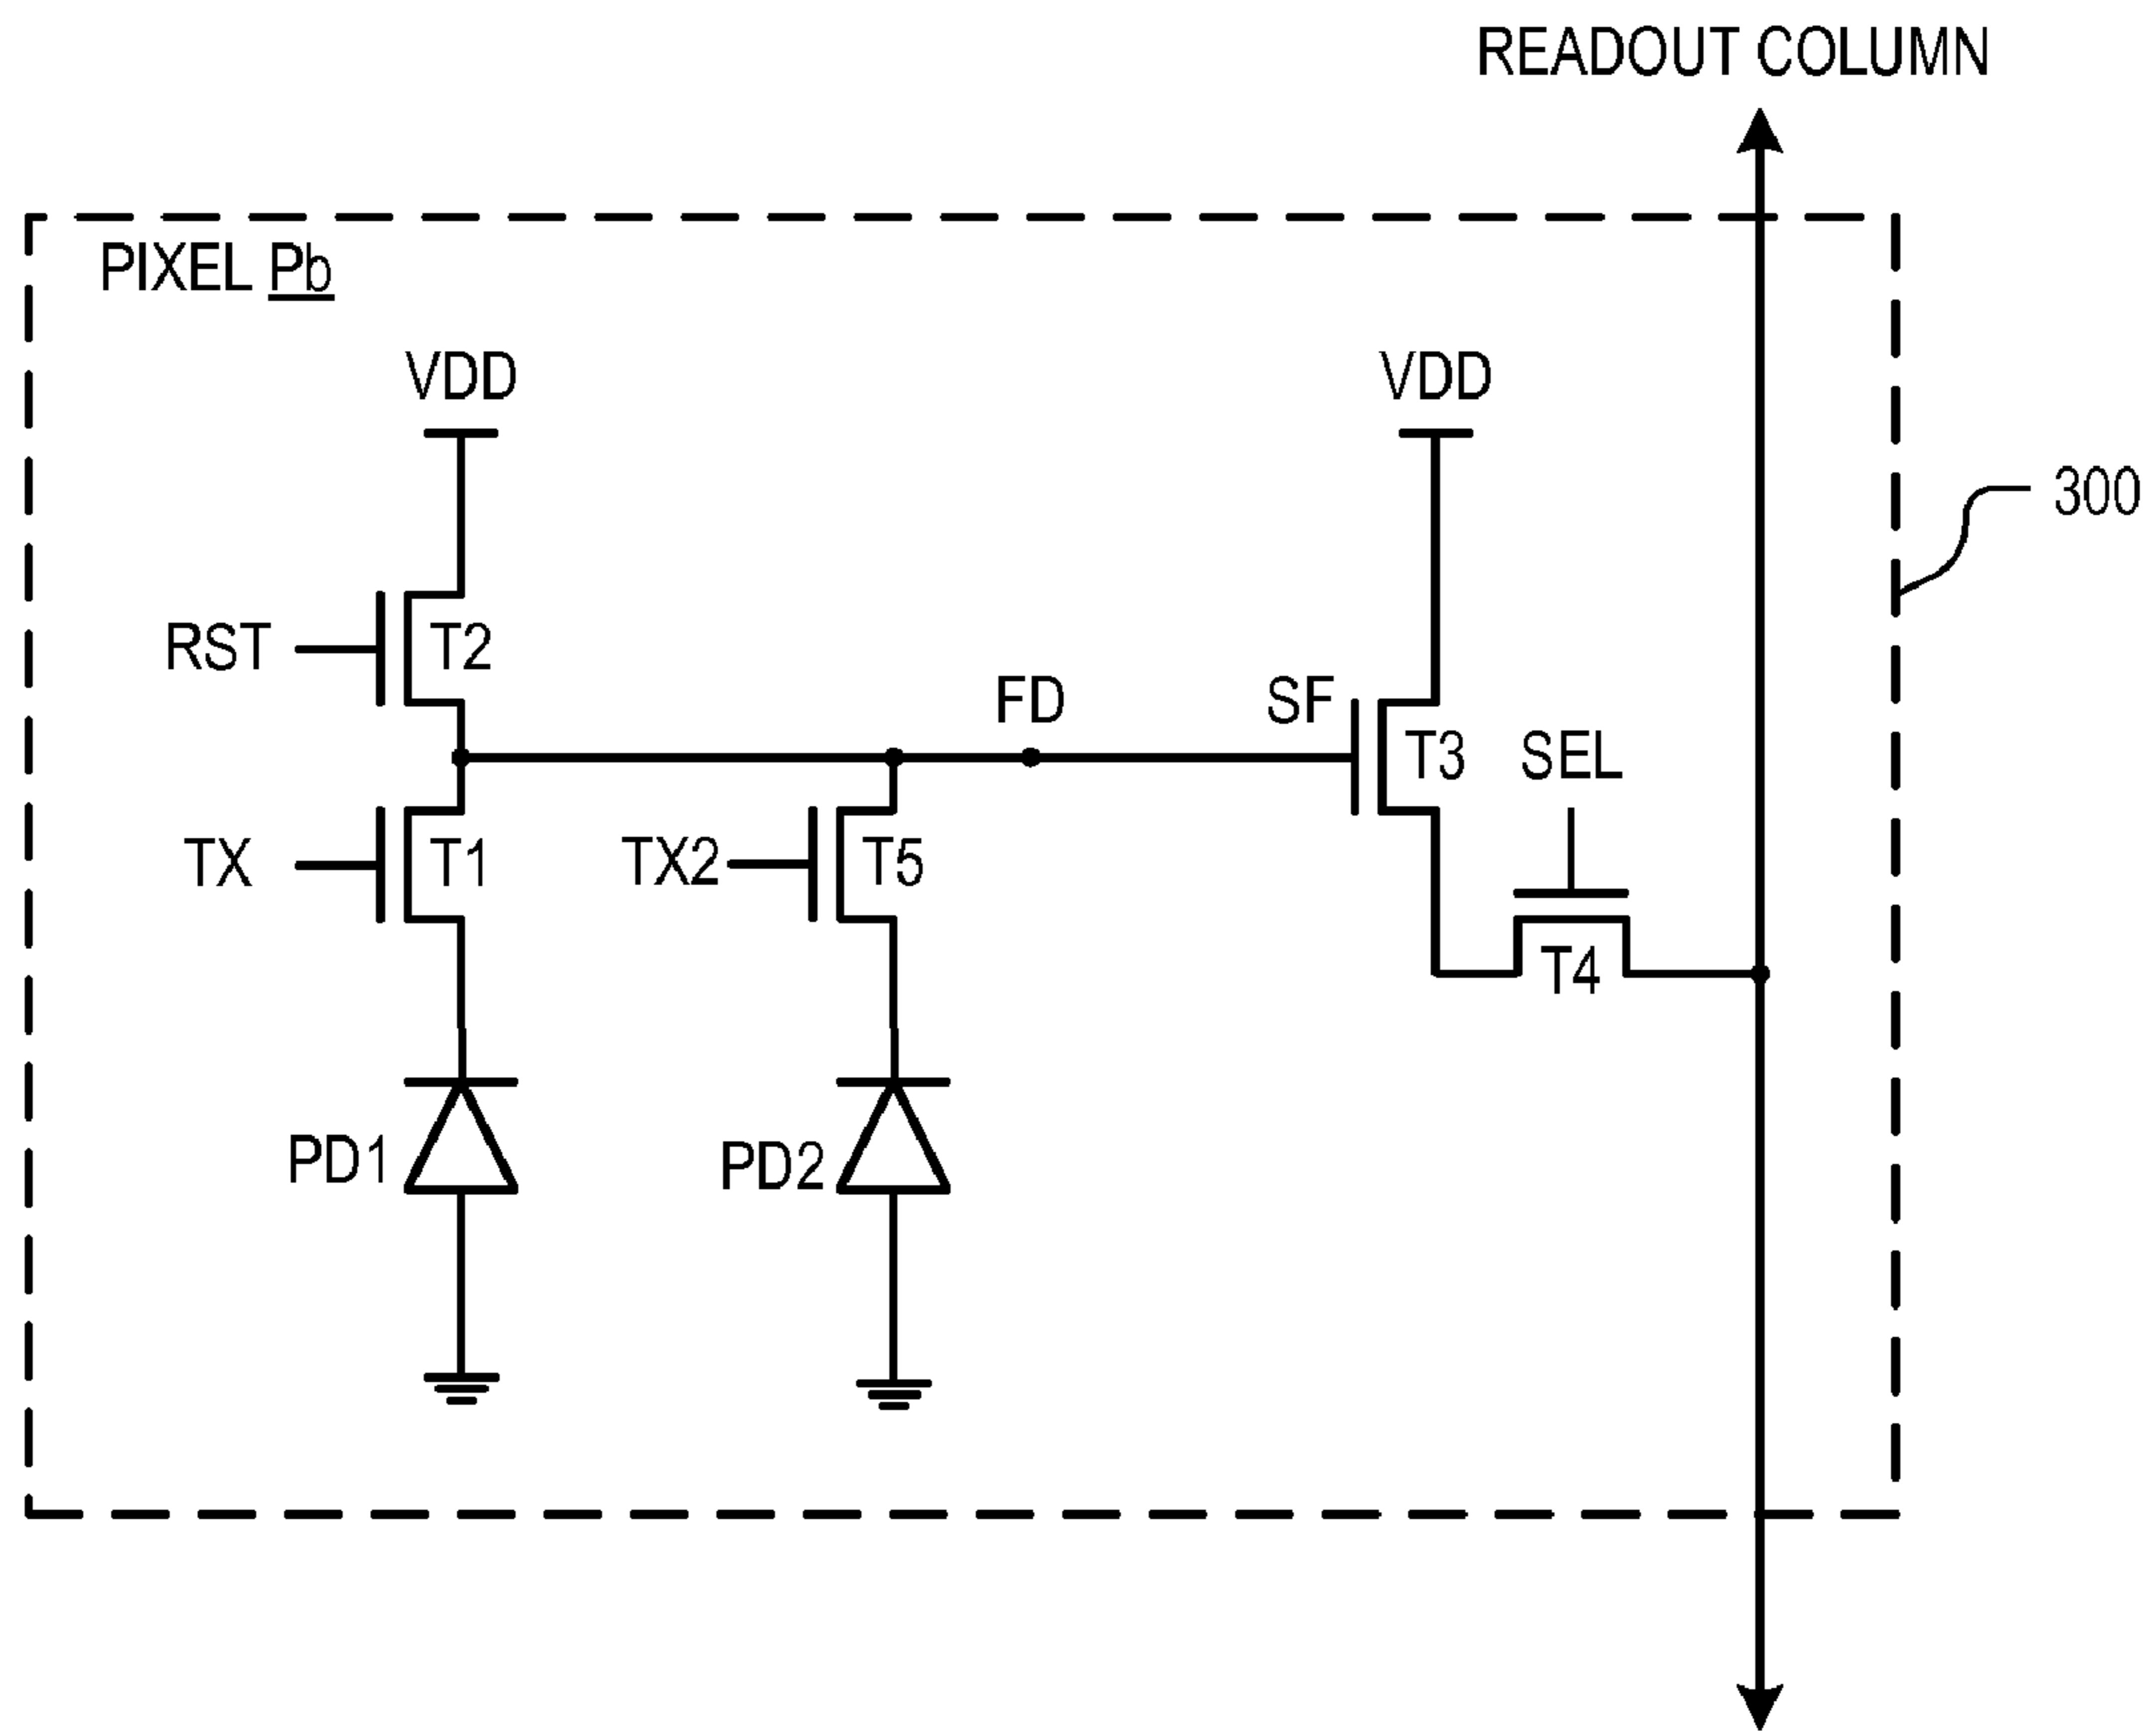 READOUT COLUMN
PIXEL Pb
VDD
VDD
300
RST
T2
FD
SF
T3
SEL
TX
T1
TX2
T5
T4
PD1
PD2